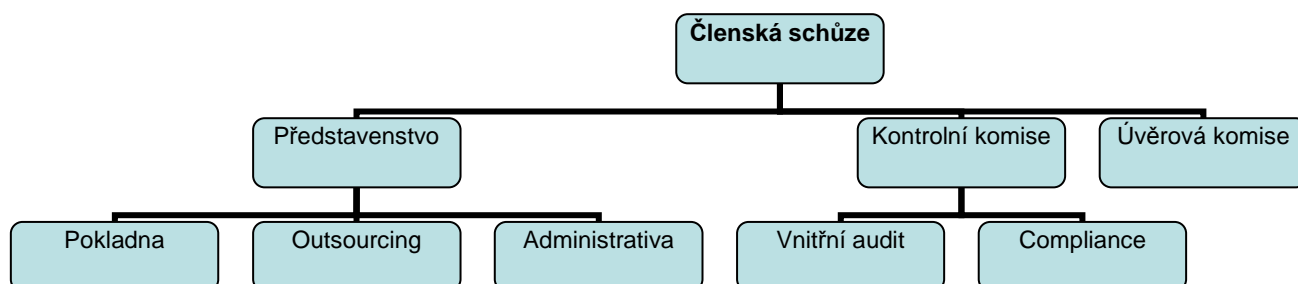 Členská schůze
Představenstvo
Kontrolní komise
Úvěrová komise
Pokladna
Outsourcing
Administrativa
Vnitřní audit
Compliance